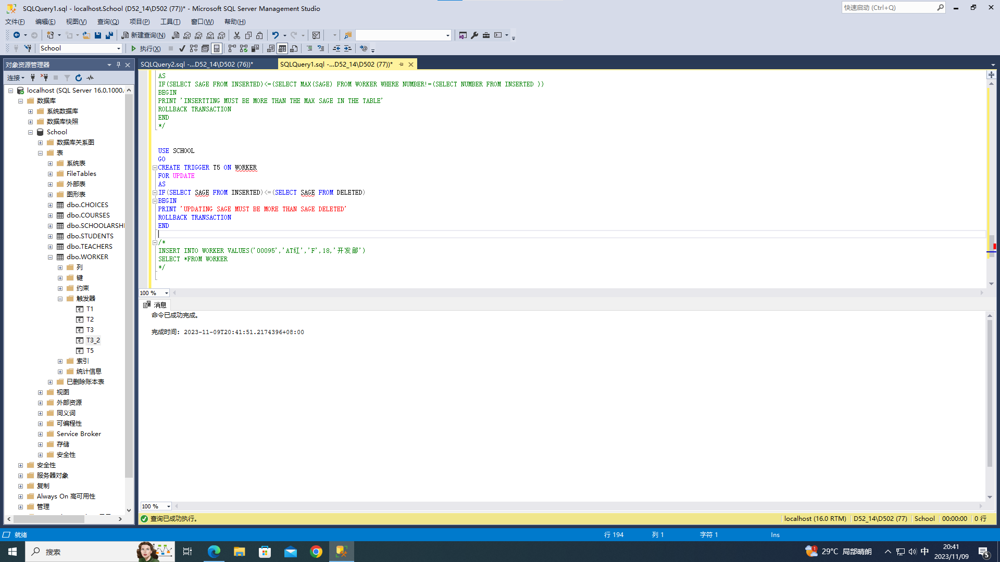 SQLQuery1.sql - localhost.School (D52_14\D502 (77))* - Microsoft SQL Server Management Studio
快速启动 (Ctrl+Q)
文件(F) 编辑(E) 视图(V) 查询(Q) 项目(P) 工具(T) 窗口(W) 帮助(H)
新建查询(N) MDX DMX XMLA DAX
School 执行(X)
对象资源管理器
SQLQuery2.sql -...D52_14\D502 (76))*
SQLQuery1.sql -...D52_14\D502 (77))*
连接
localhost (SQL Server 16.0.1000.
数据库
系统数据库
数据库快照
School
数据库关系图
表
系统表
FileTables
外部表
图形表
dbo.CHOICES
dbo.COURSES
dbo.SCHOOLARSHI
dbo.STUDENTS
dbo.TEACHERS
dbo.WORKER
列
键
约束
触发器
T1
T2
T3
T3_2
T5
索引
统计信息
已删除账本表
视图
外部资源
同义词
可编程性
Service Broker
存储
安全性
安全性
服务器对象
复制
Always On 高可用性
管理
AS
IF(SELECT SAGE FROM INSERTED)<=(SELECT MAX(SAGE) FROM WORKER WHERE NUMBER!=(SELECT NUMBER FROM INSERTED ))
BEGIN
PRINT 'INSERTTING MUST BE MORE THAN THE MAX SAGE IN THE TABLE'
ROLLBACK TRANSACTION
END
*/
USE SCHOOL
GO
CREATE TRIGGER T5 ON WORKER
FOR UPDATE
AS
IF(SELECT SAGE FROM INSERTED)<=(SELECT SAGE FROM DELETED)
BEGIN
PRINT 'UPDATING SAGE MUST BE MORE THAN SAGE DELETED'
ROLLBACK TRANSACTION
END
/*
INSERT INTO WORKER VALUES('00095','AT红','F',18,'开发部')
SELECT *FROM WORKER
*/
100 %
消息
命令已成功完成。
完成时间: 2023-11-09T20:41:51.2174396+08:00
100 %
查询已成功执行。
localhost (16.0 RTM) D52_14\D502 (77) School 00:00:00 0 行
就绪
行 194 列 1 字符 1 Ins
搜索
1 29°C 局部晴朗
中
20:41
2023/11/09
5